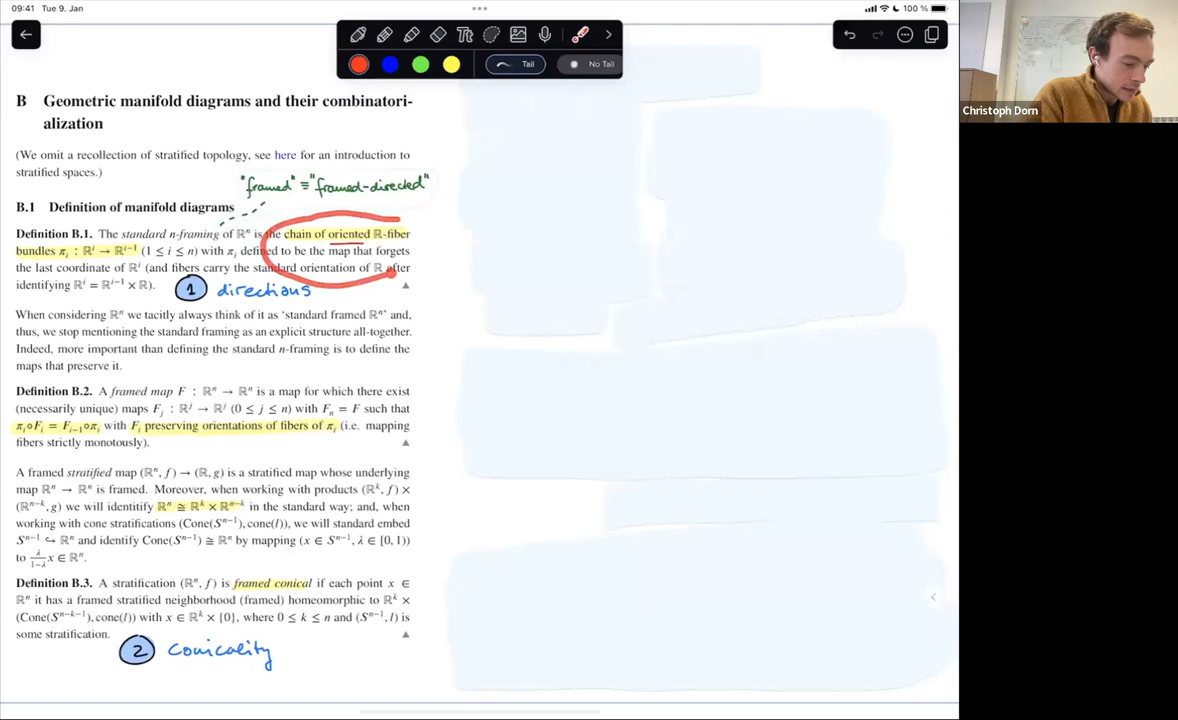 09:41 Tue 9. Jan
100 %
Tt
Tail
No Tail
Christoph Dorn
B Geometric manifold diagrams and their combinatori-
alization
(We omit a recollection of stratified topology, see here for an introduction to
stratified spaces.)
"framed" ≡ "framed-directed"
B.1 Definition of manifold diagrams
Definition B.1. The standard n-framing of ℝⁿ is the chain of oriented ℝ-fiber
bundles πᵢ : ℝⁱ → ℝⁱ⁻¹ (1 ≤ i ≤ n) with πᵢ defined to be the map that forgets
the last coordinate of ℝⁱ (and fibers carry the standard orientation of ℝ after
identifying ℝⁱ = ℝⁱ⁻¹ × ℝ). ▲
1 directions
When considering ℝⁿ we tacitly always think of it as 'standard framed ℝⁿ' and,
thus, we stop mentioning the standard framing as an explicit structure all-together.
Indeed, more important than defining the standard n-framing is to define the
maps that preserve it.
Definition B.2. A framed map F : ℝⁿ → ℝⁿ is a map for which there exist
(necessarily unique) maps Fⱼ : ℝʲ → ℝʲ (0 ≤ j ≤ n) with Fₙ = F such that
πᵢ∘Fᵢ = Fᵢ₋₁∘πᵢ with Fᵢ preserving orientations of fibers of πᵢ (i.e. mapping
fibers strictly monotously). ▲
A framed stratified map (ℝⁿ, f) → (ℝ, g) is a stratified map whose underlying
map ℝⁿ → ℝⁿ is framed. Moreover, when working with products (ℝᵏ, f) ×
(ℝⁿ⁻ᵏ, g) we will identitify ℝⁿ ≅ ℝᵏ × ℝⁿ⁻ᵏ in the standard way; and, when
working with cone stratifications (Cone(Sⁿ⁻¹), cone(l)), we will standard embed
Sⁿ⁻¹ ↪ ℝⁿ and identify Cone(Sⁿ⁻¹) ≅ ℝⁿ by mapping (x ∈ Sⁿ⁻¹, λ ∈ [0, 1))
to λ/(1−λ) x ∈ ℝⁿ.
Definition B.3. A stratification (ℝⁿ, f) is framed conical if each point x ∈
ℝⁿ it has a framed stratified neighborhood (framed) homeomorphic to ℝᵏ ×
(Cone(Sⁿ⁻ᵏ⁻¹), cone(l)) with x ∈ ℝᵏ × {0}, where 0 ≤ k ≤ n and (Sⁿ⁻¹, l) is
some stratification. ▲
2 Conicality